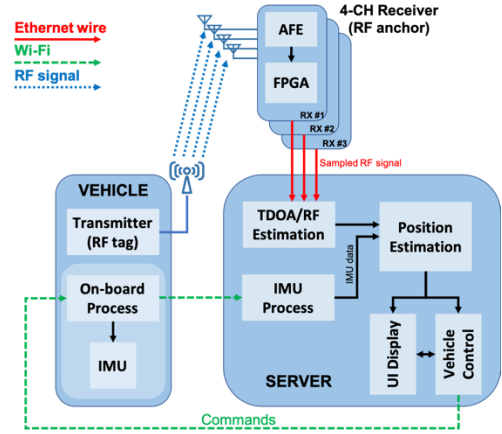 Ethernet wire
Wi-Fi
RF signal
4-CH Receiver
(RF anchor)
AFE
FPGA
RX #1
RX #2
RX #3
Sampled RF signal
VEHICLE
Transmitter
(RF tag)
On-board
Process
IMU
TDOA/RF
Estimation
IMU
Process
IMU data
Position
Estimation
UI Display
Vehicle
Control
SERVER
Commands